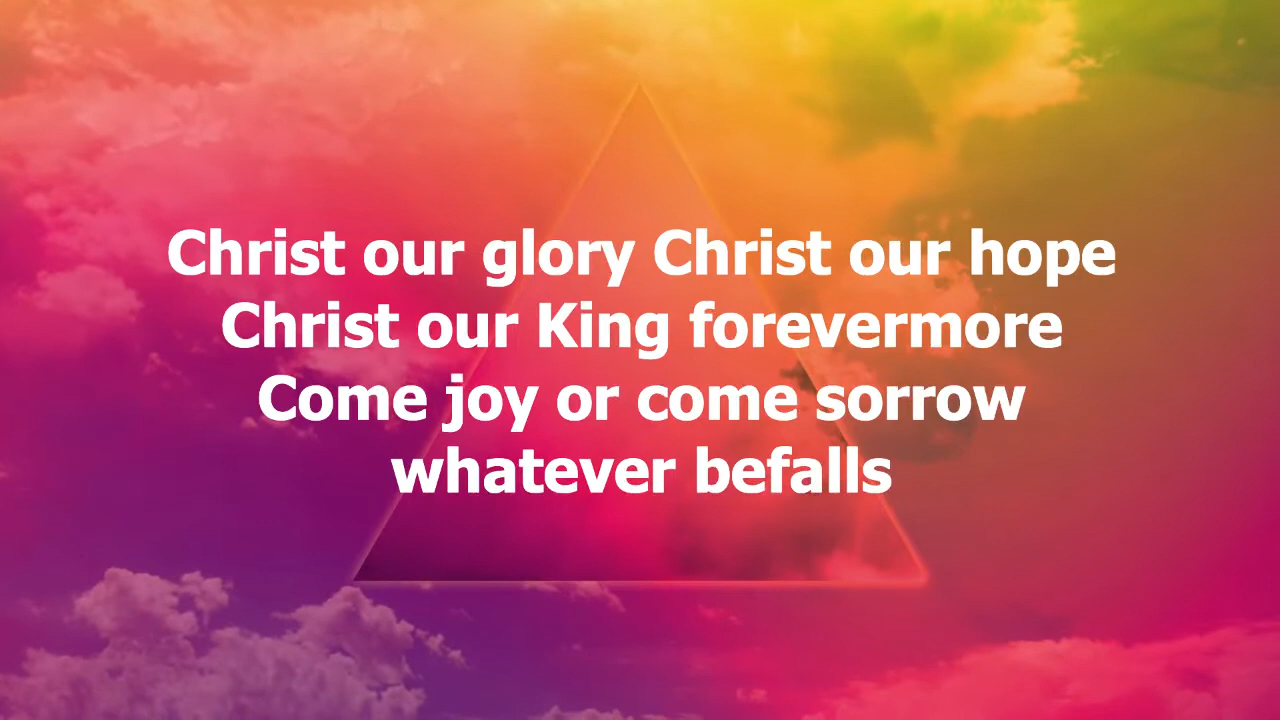 Christ our glory Christ our hope
Christ our King forevermore
Come joy or come sorrow
whatever befalls